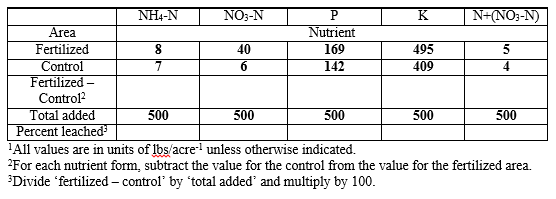 NH₄-N NO₃-N P K N+(NO₃-N)
Area Nutrient
Fertilized 8 40 169 495 5
Control 7 6 142 409 4
Fertilized –
Control²
Total added 500 500 500 500 500
Percent leached³
¹All values are in units of lbs/acre⁻¹ unless otherwise indicated.
²For each nutrient form, subtract the value for the control from the value for the fertilized area.
³Divide ‘fertilized – control’ by ‘total added’ and multiply by 100.